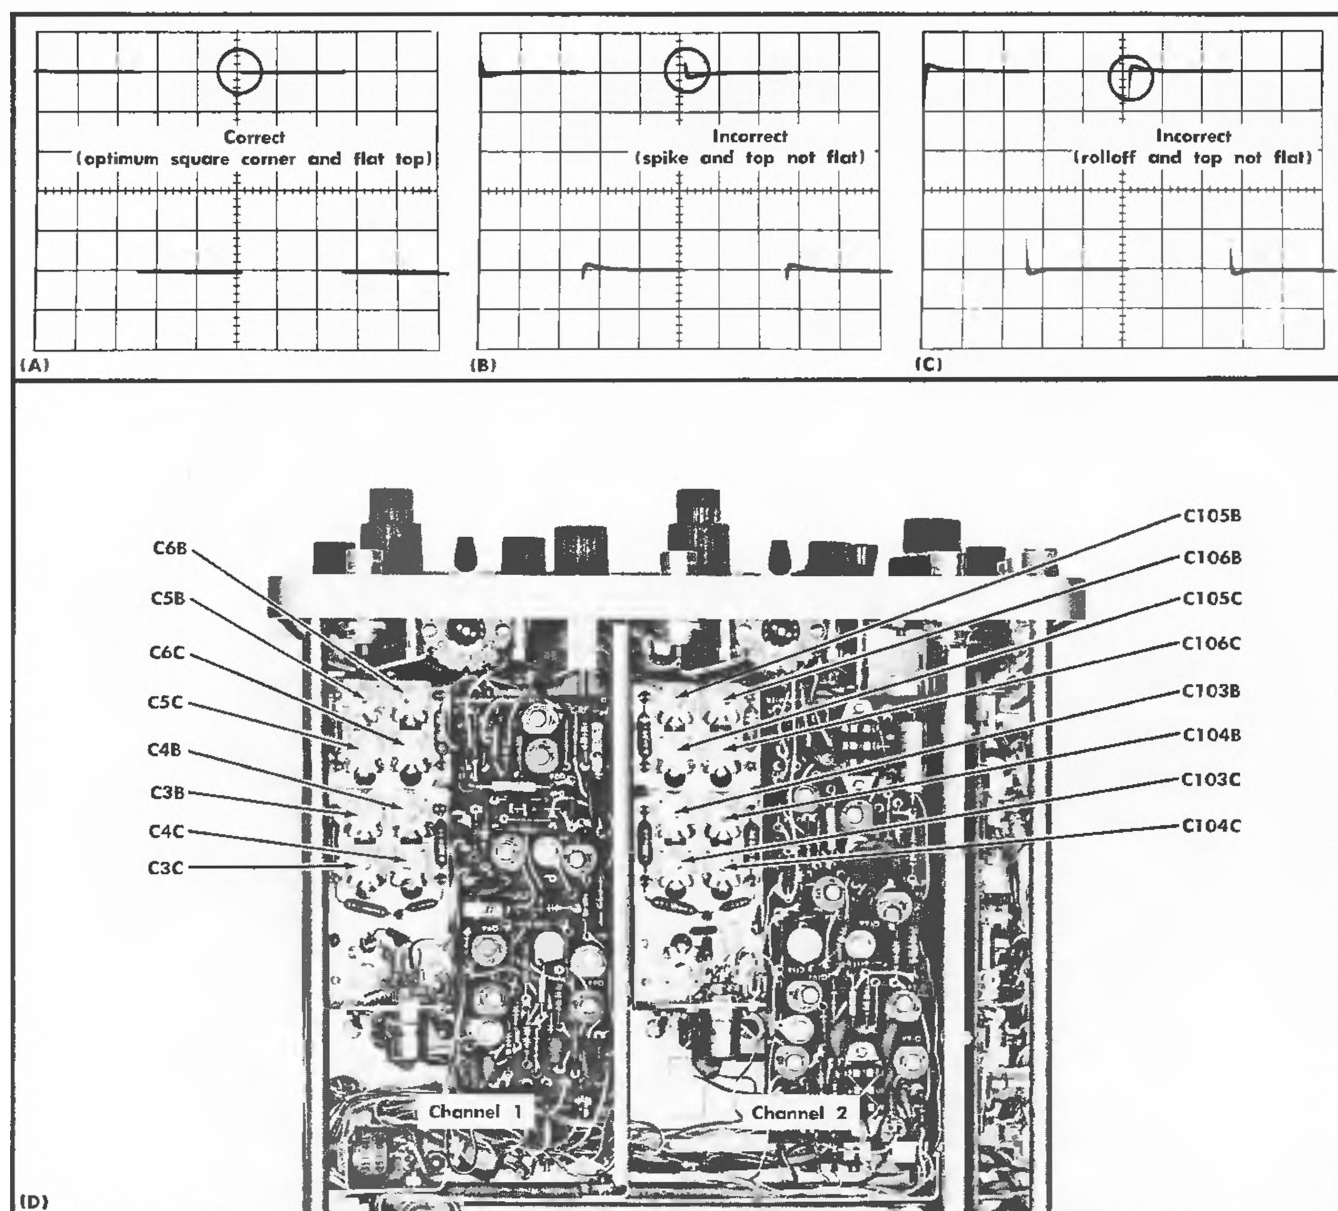 Correct
(optimum square corner and flat top)
(A)
Incorrect
(spike and top not flat)
(B)
Incorrect
(rolloff and top not flat)
(C)
C6B
C5B
C6C
C5C
C4B
C3B
C4C
C3C
C105B
C106B
C105C
C106C
C103B
C104B
C103C
C104C
Channel 1
Channel 2
(D)